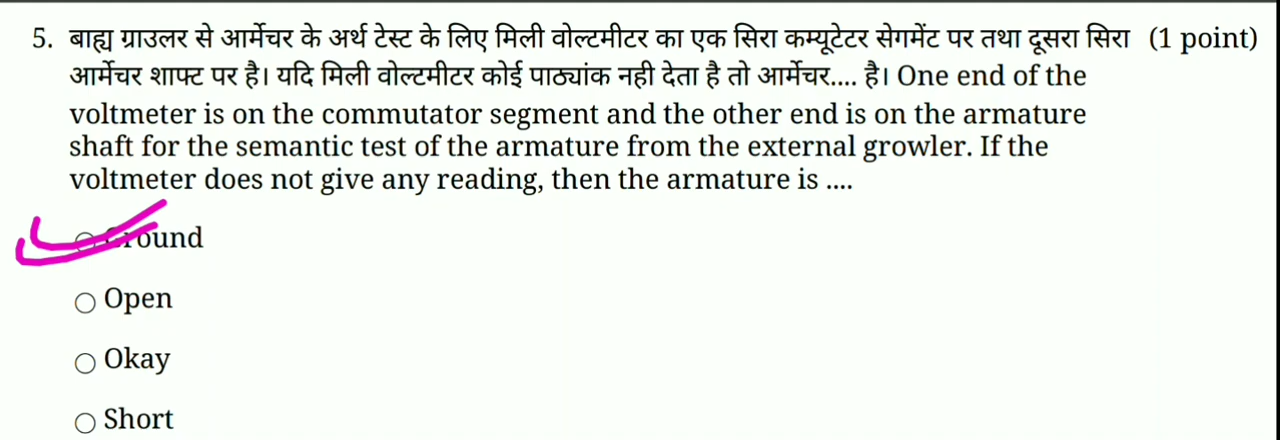 5. बाह्य ग्राउलर से आर्मेचर के अर्थ टेस्ट के लिए मिली वोल्टमीटर का एक सिरा कम्यूटेटर सेगमेंट पर तथा दूसरा सिरा (1 point)
आर्मेचर शाफ्ट पर है। यदि मिली वोल्टमीटर कोई पाठ्यांक नही देता है तो आर्मेचर.... है। One end of the
voltmeter is on the commutator segment and the other end is on the armature
shaft for the semantic test of the armature from the external growler. If the
voltmeter does not give any reading, then the armature is ....
Ground
Open
Okay
Short